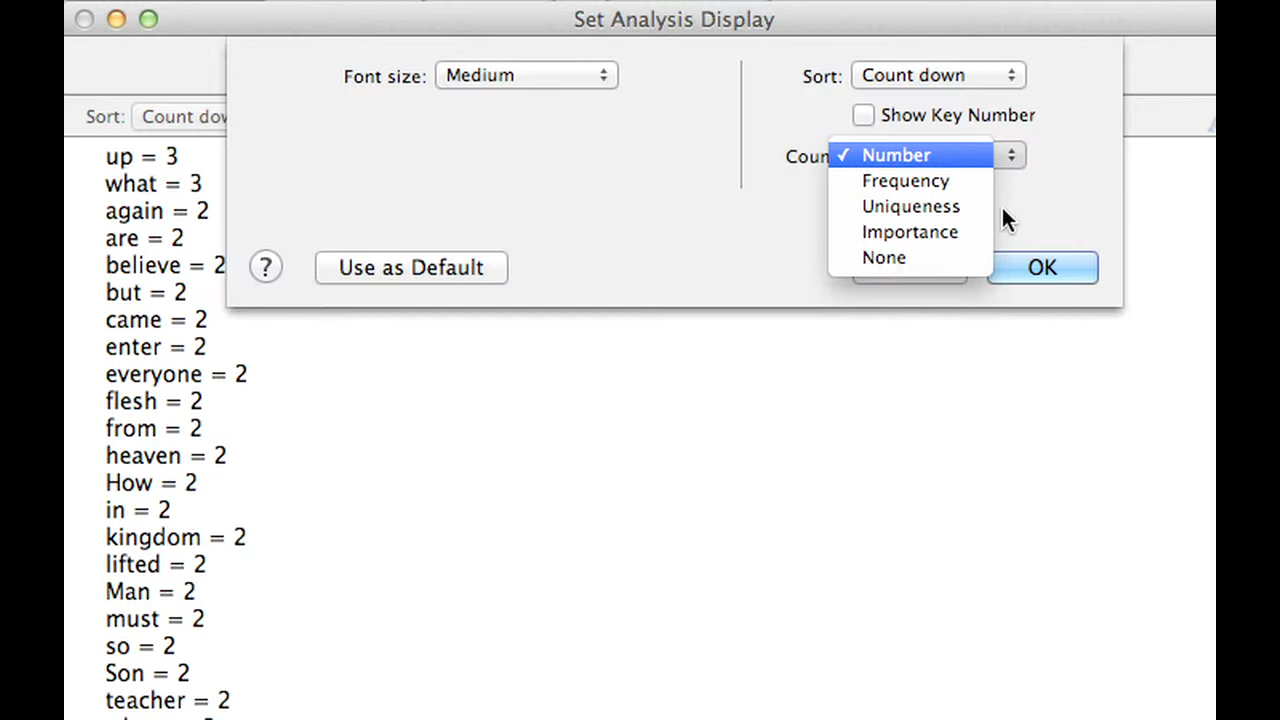 Set Analysis Display
Font size: Medium
Sort: Count down
Show Key Number
Coun
✓ Number
Frequency
Uniqueness
Importance
None
? Use as Default OK
Sort: Count dow
up = 3
what = 3
again = 2
are = 2
believe = 2
but = 2
came = 2
enter = 2
everyone = 2
flesh = 2
from = 2
heaven = 2
How = 2
in = 2
kingdom = 2
lifted = 2
Man = 2
must = 2
so = 2
Son = 2
teacher = 2